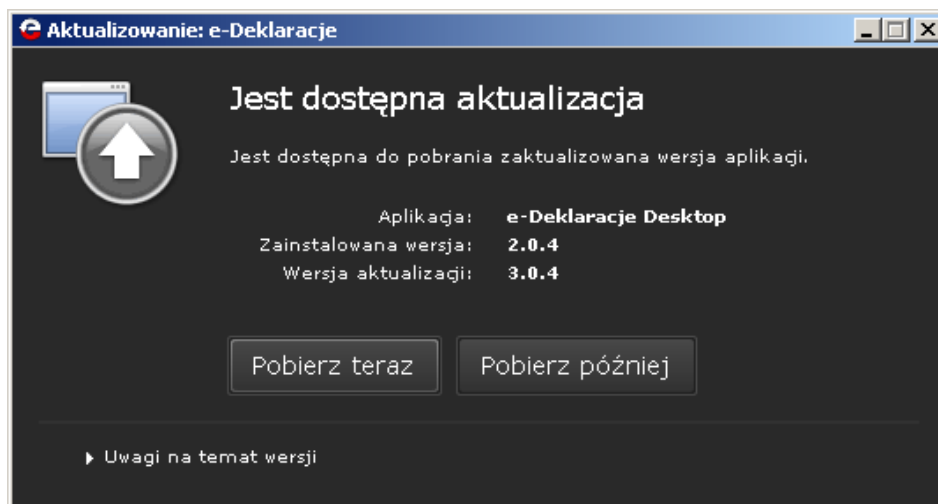 Aktualizowanie: e-Deklaracje
Jest dostępna aktualizacja
Jest dostępna do pobrania zaktualizowana wersja aplikacji.
Aplikacja: e-Deklaracje Desktop
Zainstalowana wersja: 2.0.4
Wersja aktualizacji: 3.0.4
Pobierz teraz Pobierz później
Uwagi na temat wersji